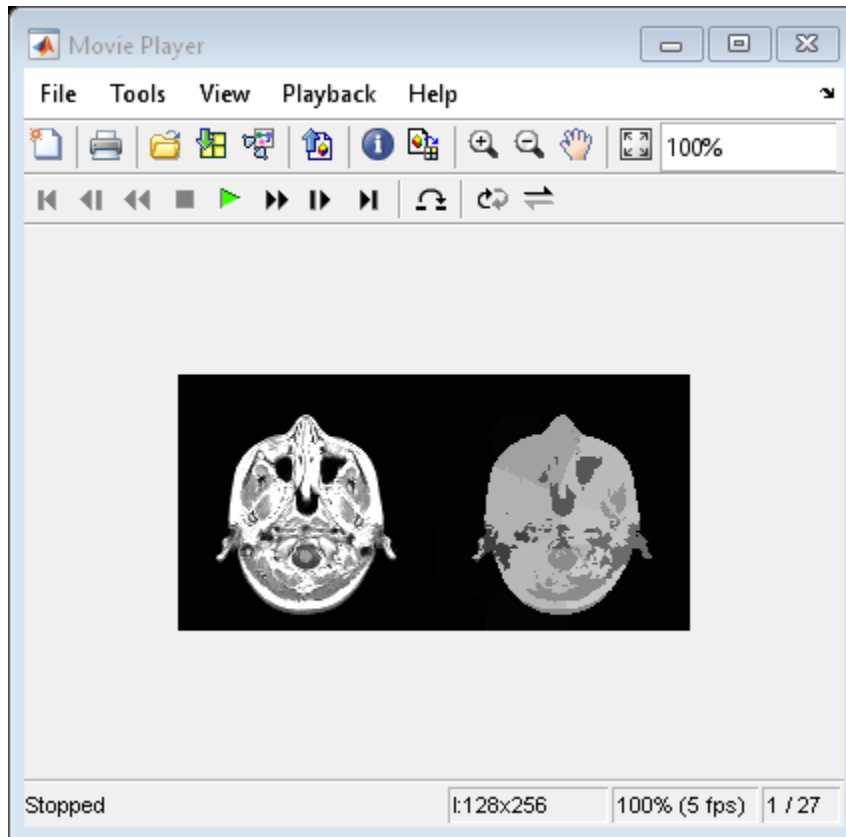 Movie Player
File Tools View Playback Help
100%
Stopped I:128x256 100% (5 fps) 1 / 27